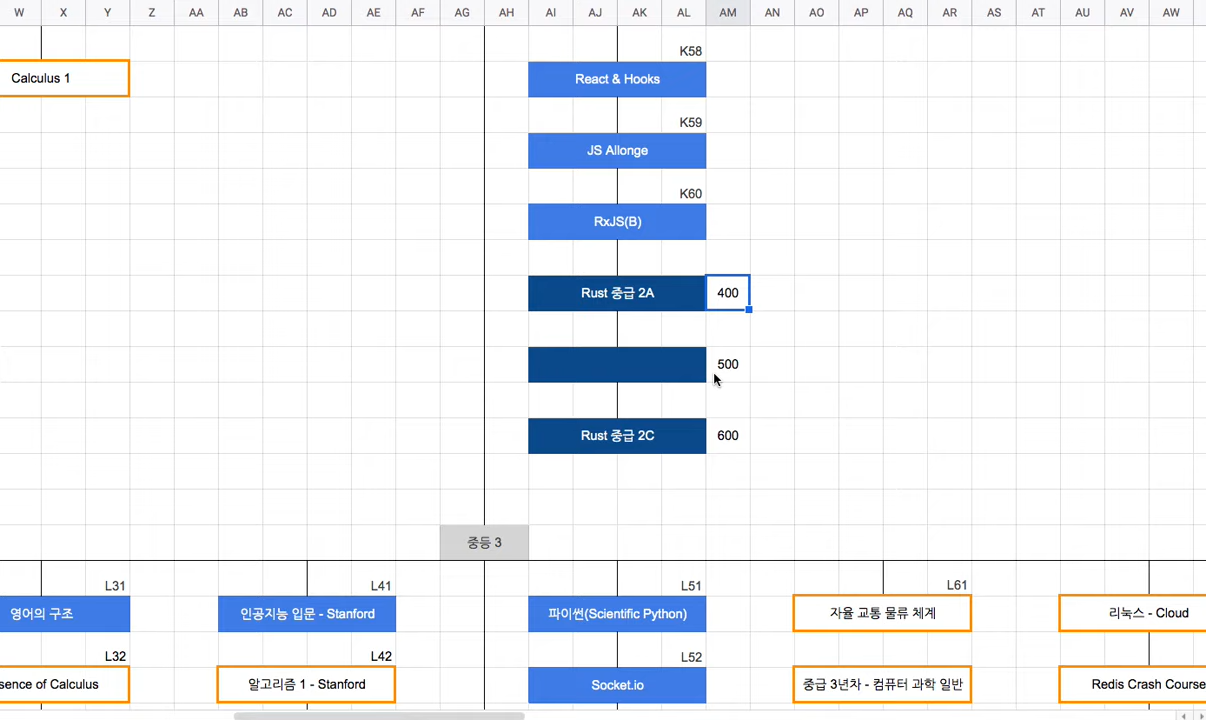 W X Y Z AA AB AC AD AE AF AG AH AI AJ AK AL AM AN AO AP AQ AR AS AT AU AV AW
K58
Calculus 1
React & Hooks
K59
JS Allonge
K60
RxJS(B)
Rust 중급 2A 400
500
Rust 중급 2C 600
중등 3
L31 L41 L51 L61
영어의 구조 인공지능 입문 - Stanford 파이썬(Scientific Python) 자율 교통 물류 체계 리눅스 - Cloud
L32 L42 L52
sence of Calculus 알고리즘 1 - Stanford Socket.io 중급 3년차 - 컴퓨터 과학 일반 Redis Crash Course